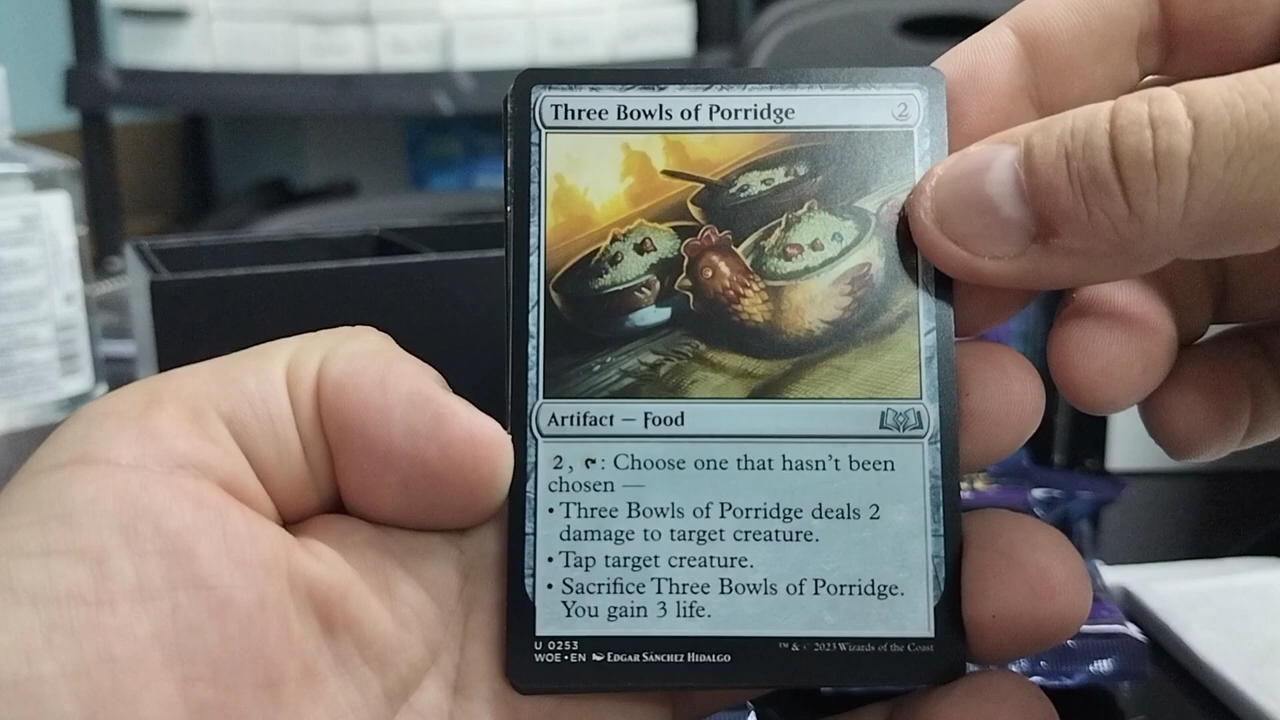 Three Bowls of Porridge 2
Artifact — Food
2, T: Choose one that hasn't been
chosen —
• Three Bowls of Porridge deals 2
damage to target creature.
• Tap target creature.
• Sacrifice Three Bowls of Porridge.
You gain 3 life.
U 0253
WOE • EN Edgar Sánchez Hidalgo
™ & © 2023 Wizards of the Coast